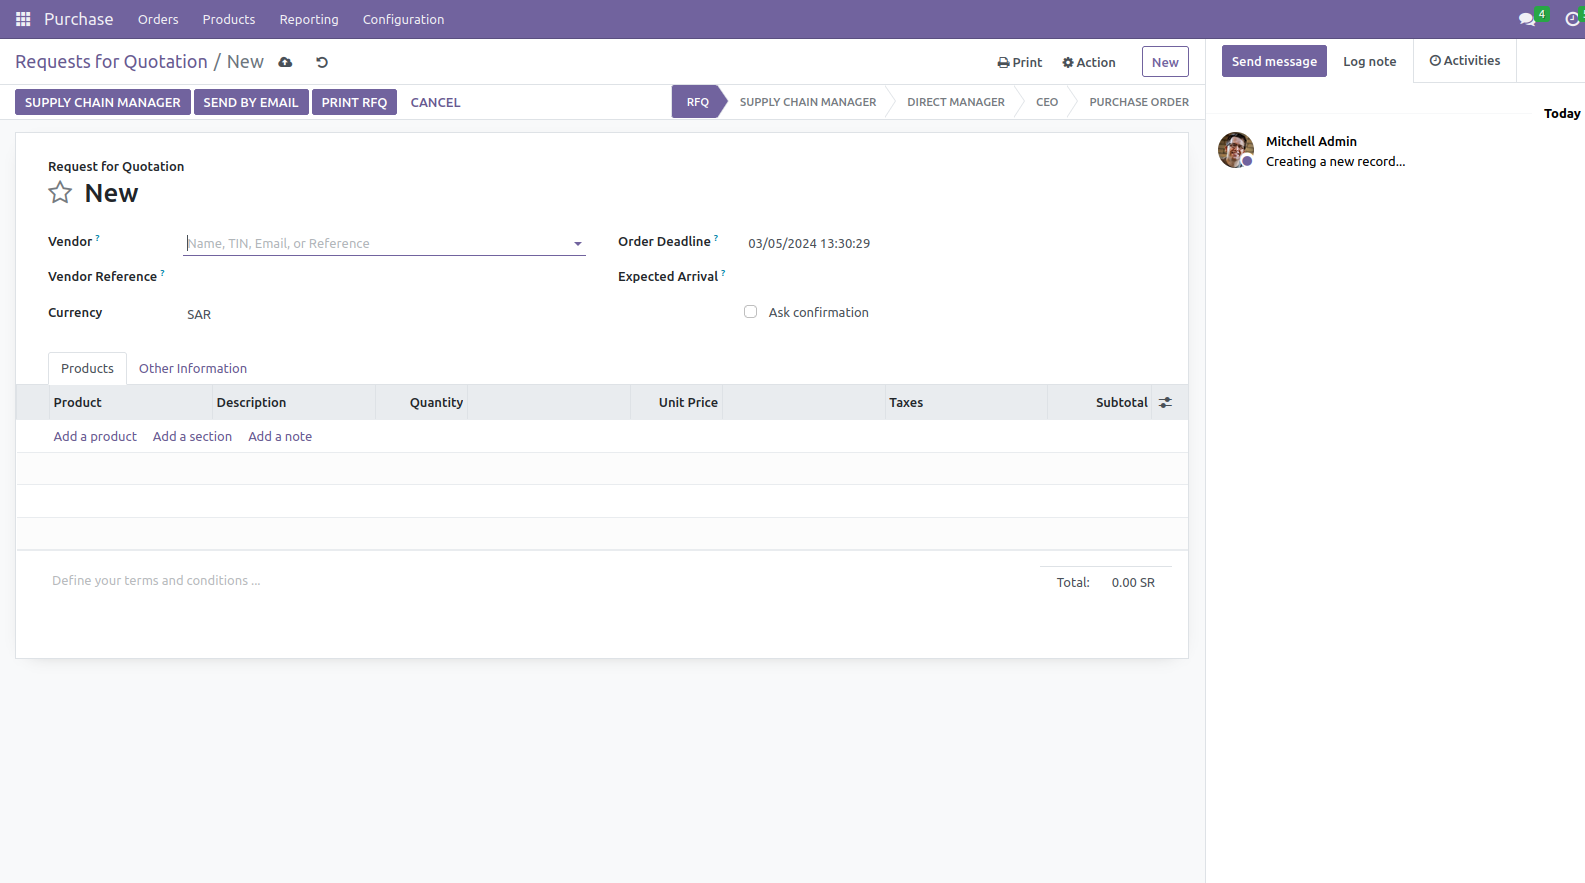 Purchase Orders Products Reporting Configuration 4
Requests for Quotation / New Print Action New
Send message Log note Activities
SUPPLY CHAIN MANAGER SEND BY EMAIL PRINT RFQ CANCEL RFQ SUPPLY CHAIN MANAGER DIRECT MANAGER CEO PURCHASE ORDER
Today
Mitchell Admin
Creating a new record...
Request for Quotation
New
Vendor ? Name, TIN, Email, or Reference Order Deadline ? 03/05/2024 13:30:29
Vendor Reference ? Expected Arrival ?
Currency SAR Ask confirmation
Products Other Information
Product Description Quantity Unit Price Taxes Subtotal
Add a product Add a section Add a note
Define your terms and conditions ... Total: 0.00 SR